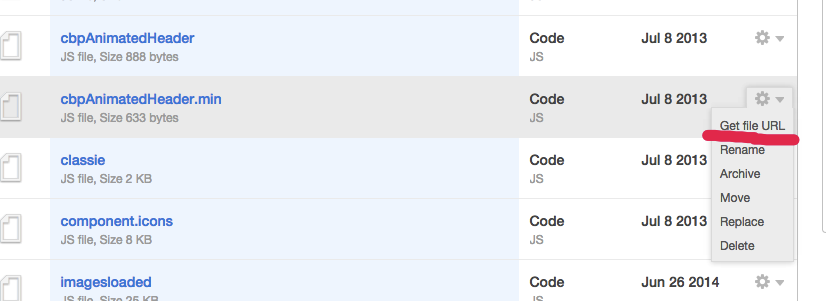 cbpAnimatedHeader Code Jul 8 2013
JS file, Size 888 bytes JS
cbpAnimatedHeader.min Code Jul 8 2013
JS file, Size 633 bytes JS
Get file URL
Rename
Archive
Move
Replace
Delete
classie Code Jul 8 2013
JS file, Size 2 KB JS
component.icons Code Jul 8 2013
JS file, Size 8 KB JS
imagesloaded Code Jun 26 2014
JS file, Size 25 KB JS